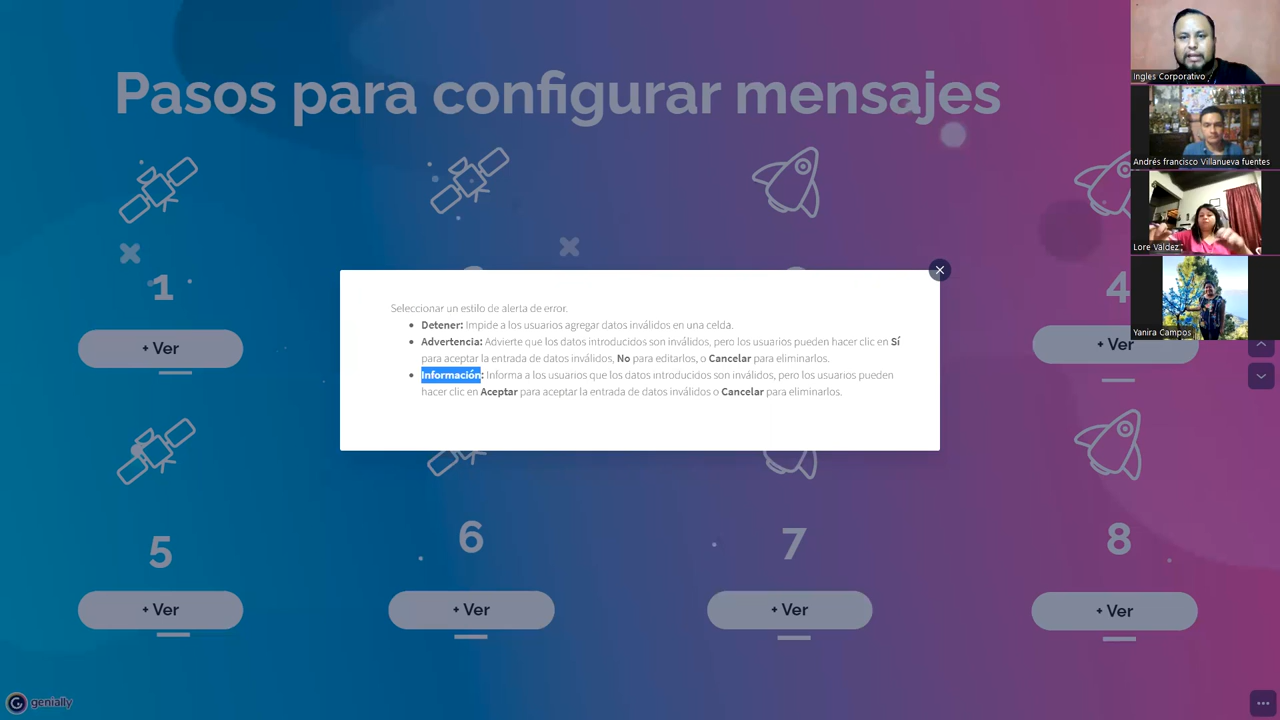 Pasos para configurar mensajes
Ingles Corporativo
Andrés francisco Villanueva fuentes
Lore Valdez
Yanira Campos
1
4
+ Ver
+ Ver
Seleccionar un estilo de alerta de error.
Detener: Impide a los usuarios agregar datos inválidos en una celda.
Advertencia: Advierte que los datos introducidos son inválidos, pero los usuarios pueden hacer clic en Sí
para aceptar la entrada de datos inválidos, No para editarlos, o Cancelar para eliminarlos.
Información: Informa a los usuarios que los datos introducidos son inválidos, pero los usuarios pueden
hacer clic en Aceptar para aceptar la entrada de datos inválidos o Cancelar para eliminarlos.
5
6
7
8
+ Ver
+ Ver
+ Ver
+ Ver
genially